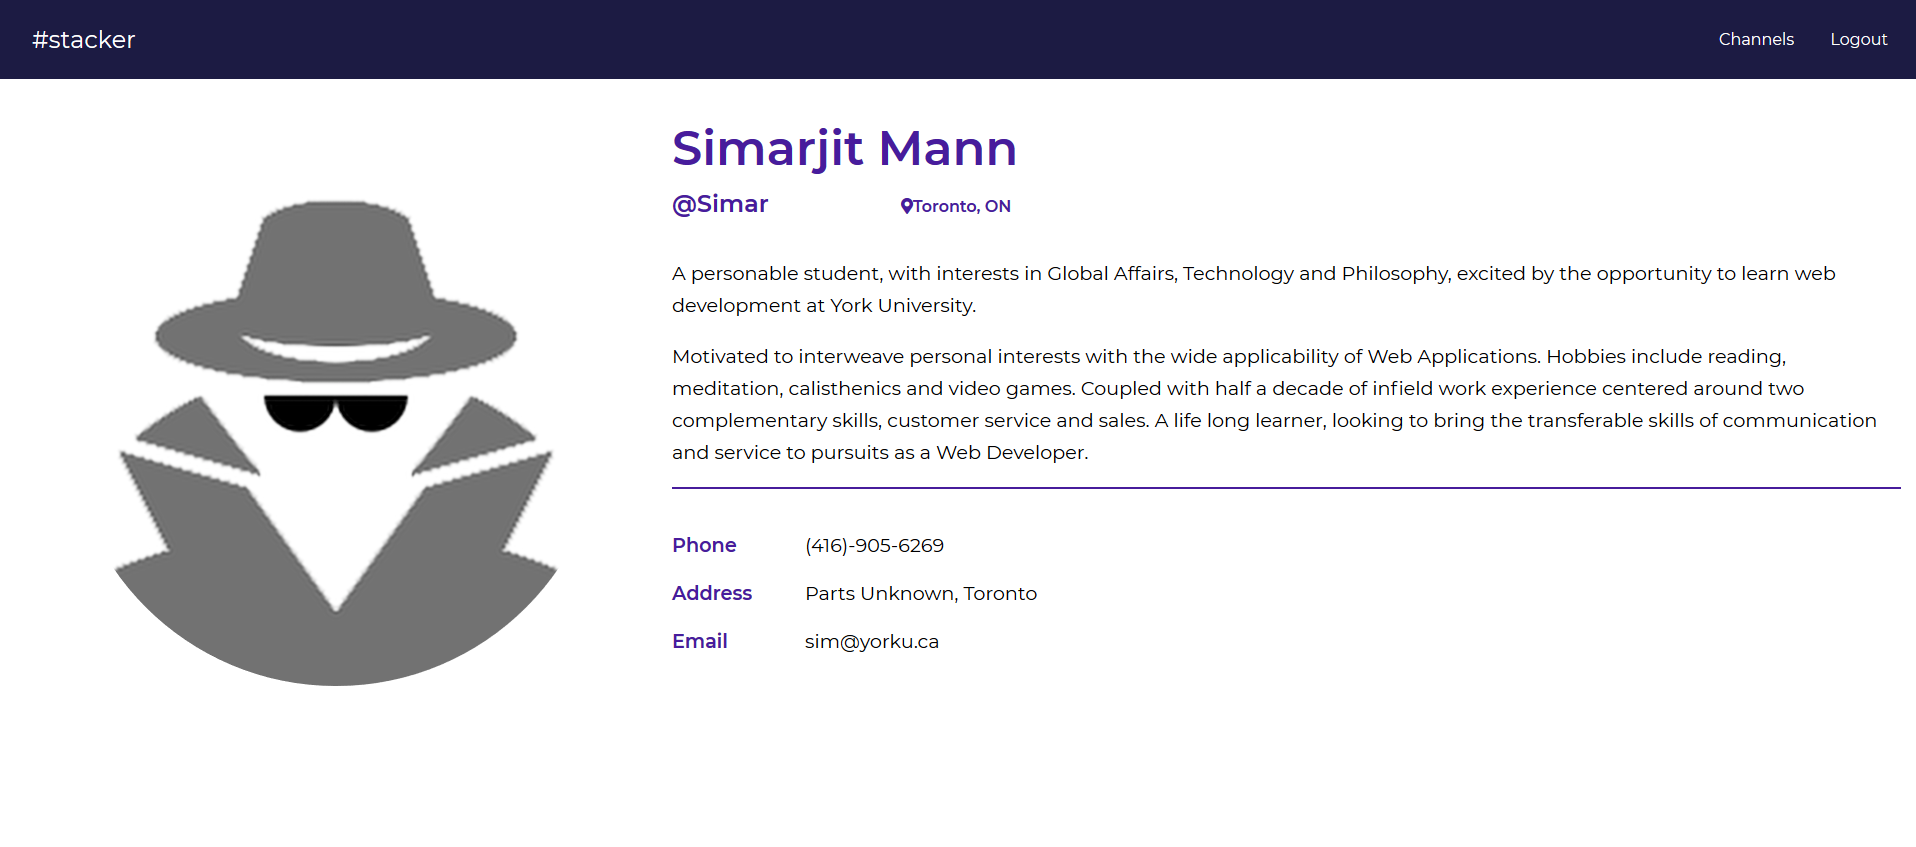 #stacker
Channels
Logout
Simarjit Mann
@Simar
Toronto, ON
A personable student, with interests in Global Affairs, Technology and Philosophy, excited by the opportunity to learn web
development at York University.
Motivated to interweave personal interests with the wide applicability of Web Applications. Hobbies include reading,
meditation, calisthenics and video games. Coupled with half a decade of infield work experience centered around two
complementary skills, customer service and sales. A life long learner, looking to bring the transferable skills of communication
and service to pursuits as a Web Developer.
Phone (416)-905-6269
Address Parts Unknown, Toronto
Email sim@yorku.ca